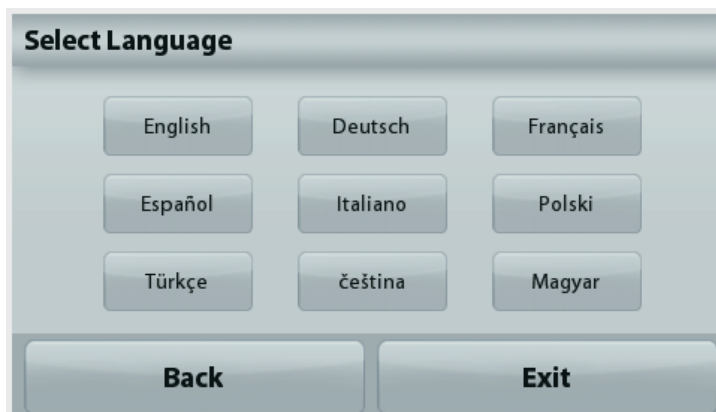 Select Language
English Deutsch Français
Español Italiano Polski
Türkçe čeština Magyar
Back Exit